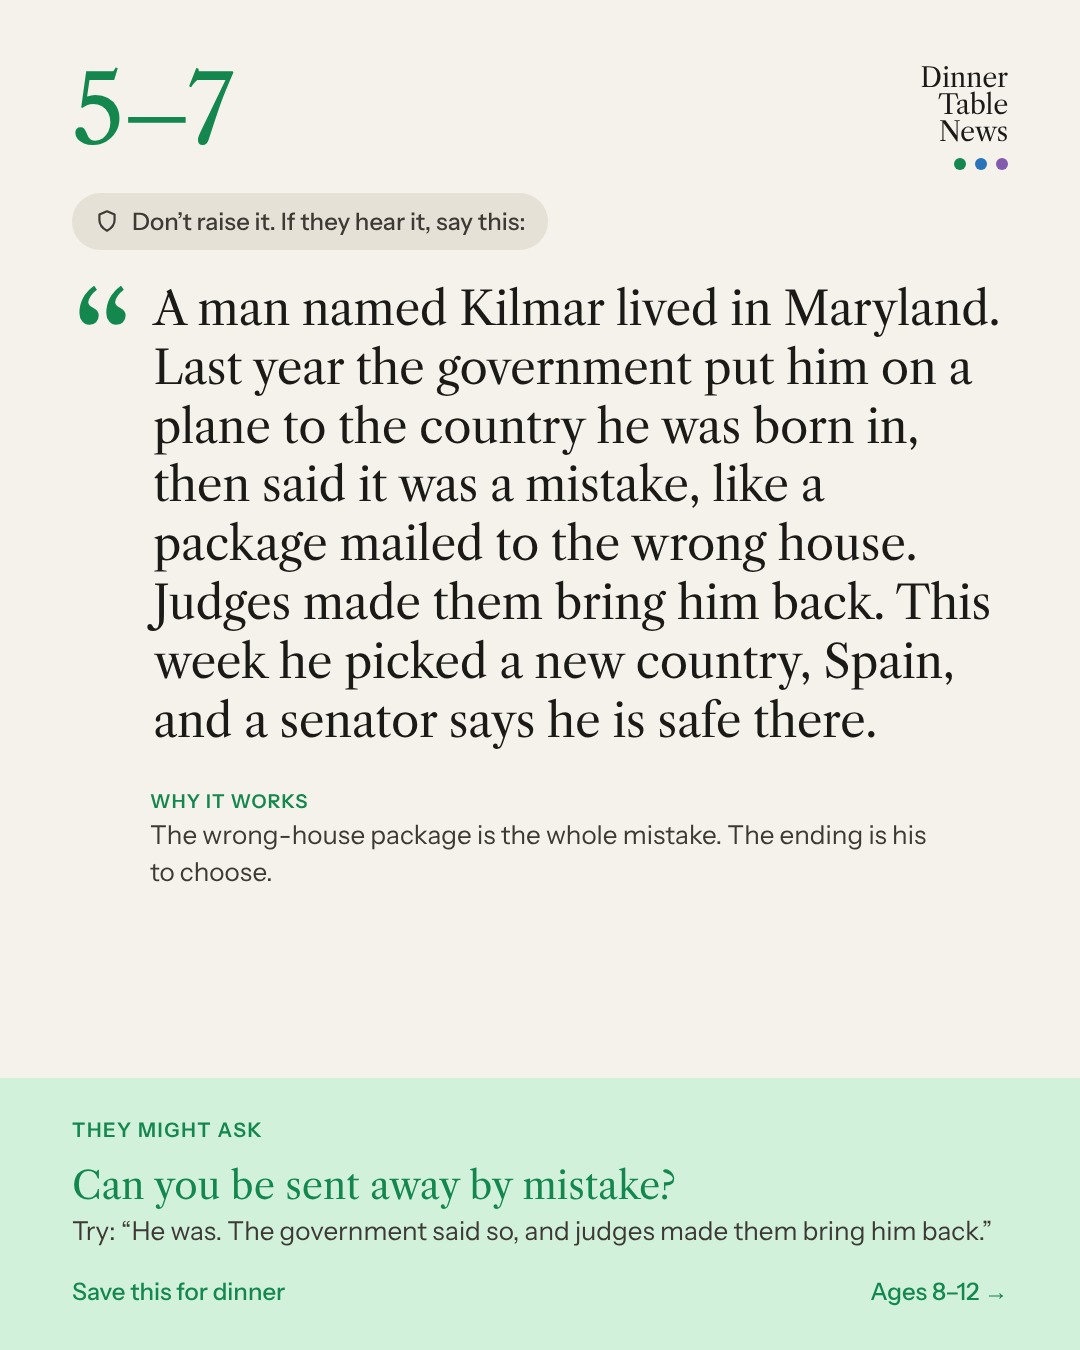 5–7
Dinner
Table
News
Don’t raise it. If they hear it, say this:
“ A man named Kilmar lived in Maryland.
Last year the government put him on a
plane to the country he was born in,
then said it was a mistake, like a
package mailed to the wrong house.
Judges made them bring him back. This
week he picked a new country, Spain,
and a senator says he is safe there.
WHY IT WORKS
The wrong-house package is the whole mistake. The ending is his
to choose.
THEY MIGHT ASK
Can you be sent away by mistake?
Try: “He was. The government said so, and judges made them bring him back.”
Save this for dinner
Ages 8–12 →